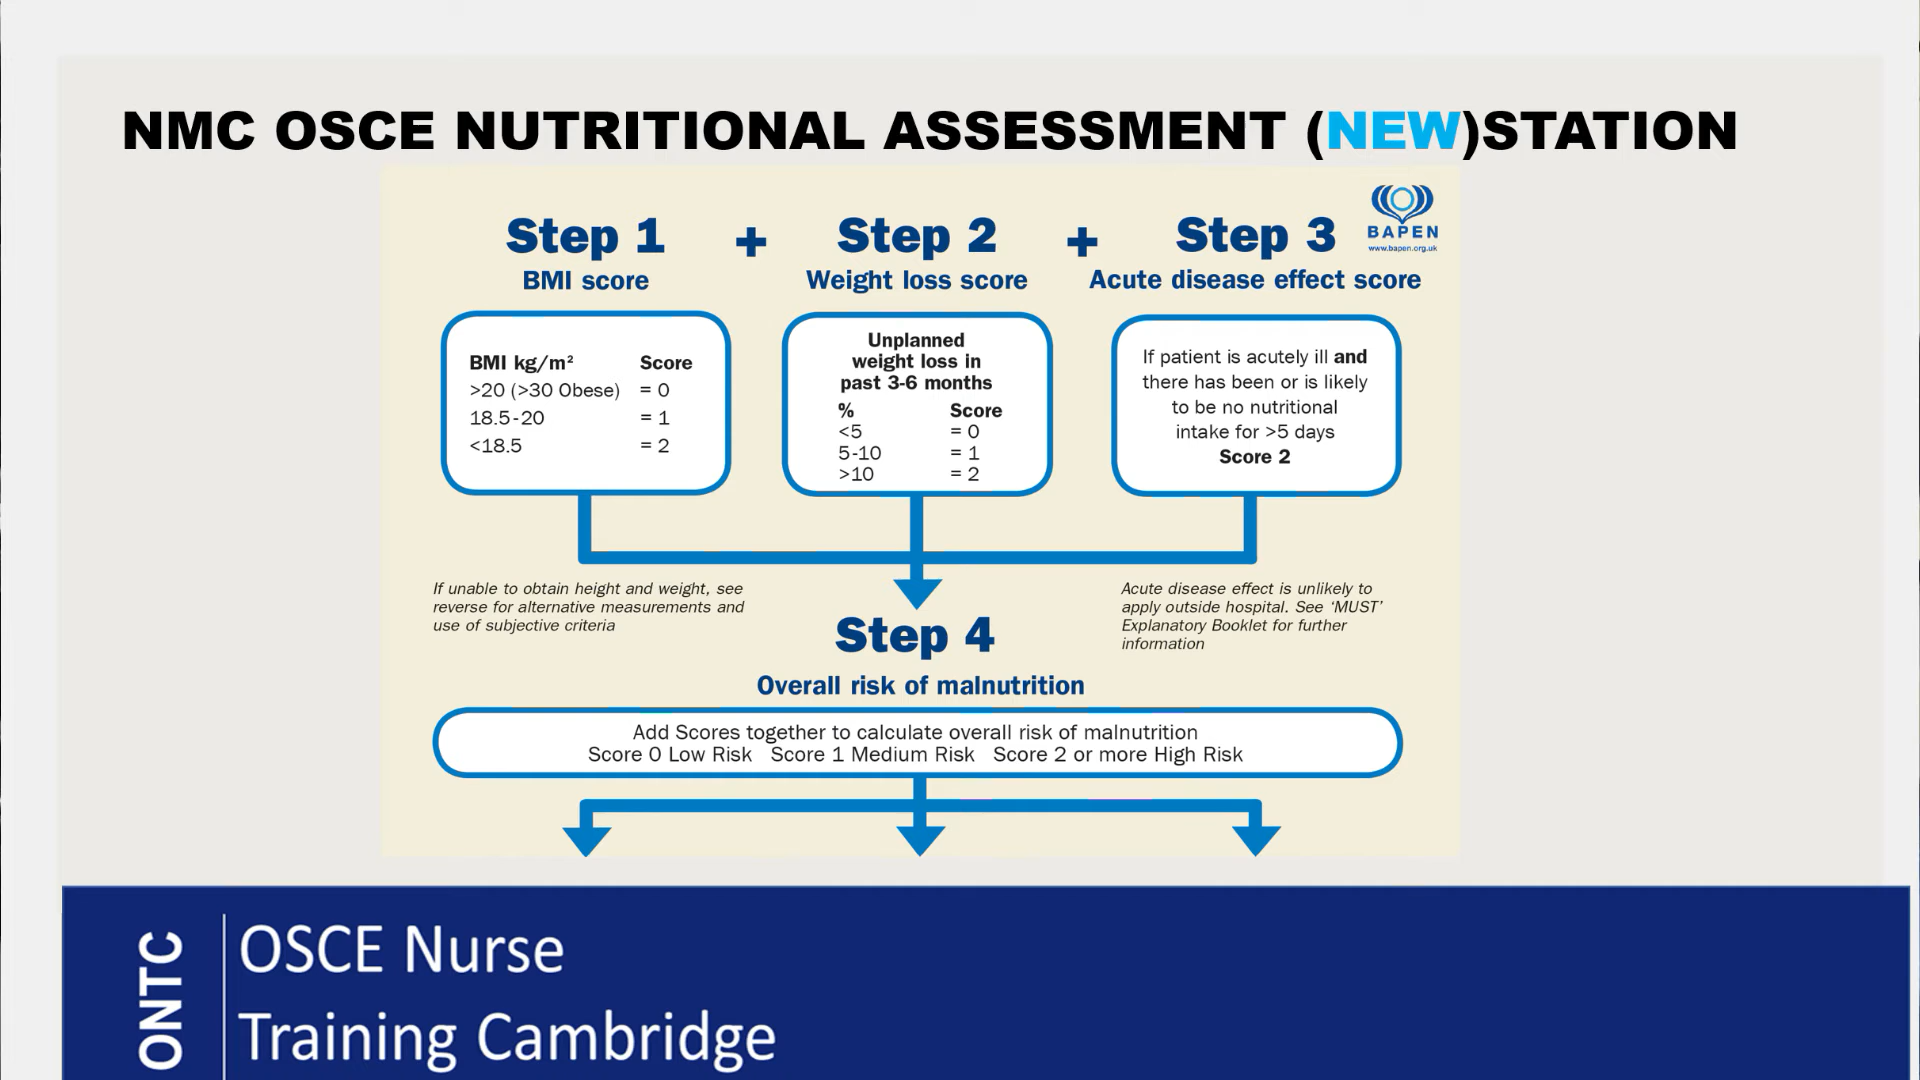 NMC OSCE NUTRITIONAL ASSESSMENT (NEW)STATION
BAPEN
www.bapen.org.uk
Step 1 + Step 2 + Step 3
BMI score
Weight loss score
Acute disease effect score
BMI kg/m² Score
>20 (>30 Obese) = 0
18.5-20 = 1
<18.5 = 2
Unplanned
weight loss in
past 3-6 months
% Score
<5 = 0
5-10 = 1
>10 = 2
If patient is acutely ill and
there has been or is likely
to be no nutritional
intake for >5 days
Score 2
If unable to obtain height and weight, see
reverse for alternative measurements and
use of subjective criteria
Acute disease effect is unlikely to
apply outside hospital. See ‘MUST’
Explanatory Booklet for further
information
Step 4
Overall risk of malnutrition
Add Scores together to calculate overall risk of malnutrition
Score 0 Low Risk Score 1 Medium Risk Score 2 or more High Risk
ONTC
OSCE Nurse
Training Cambridge